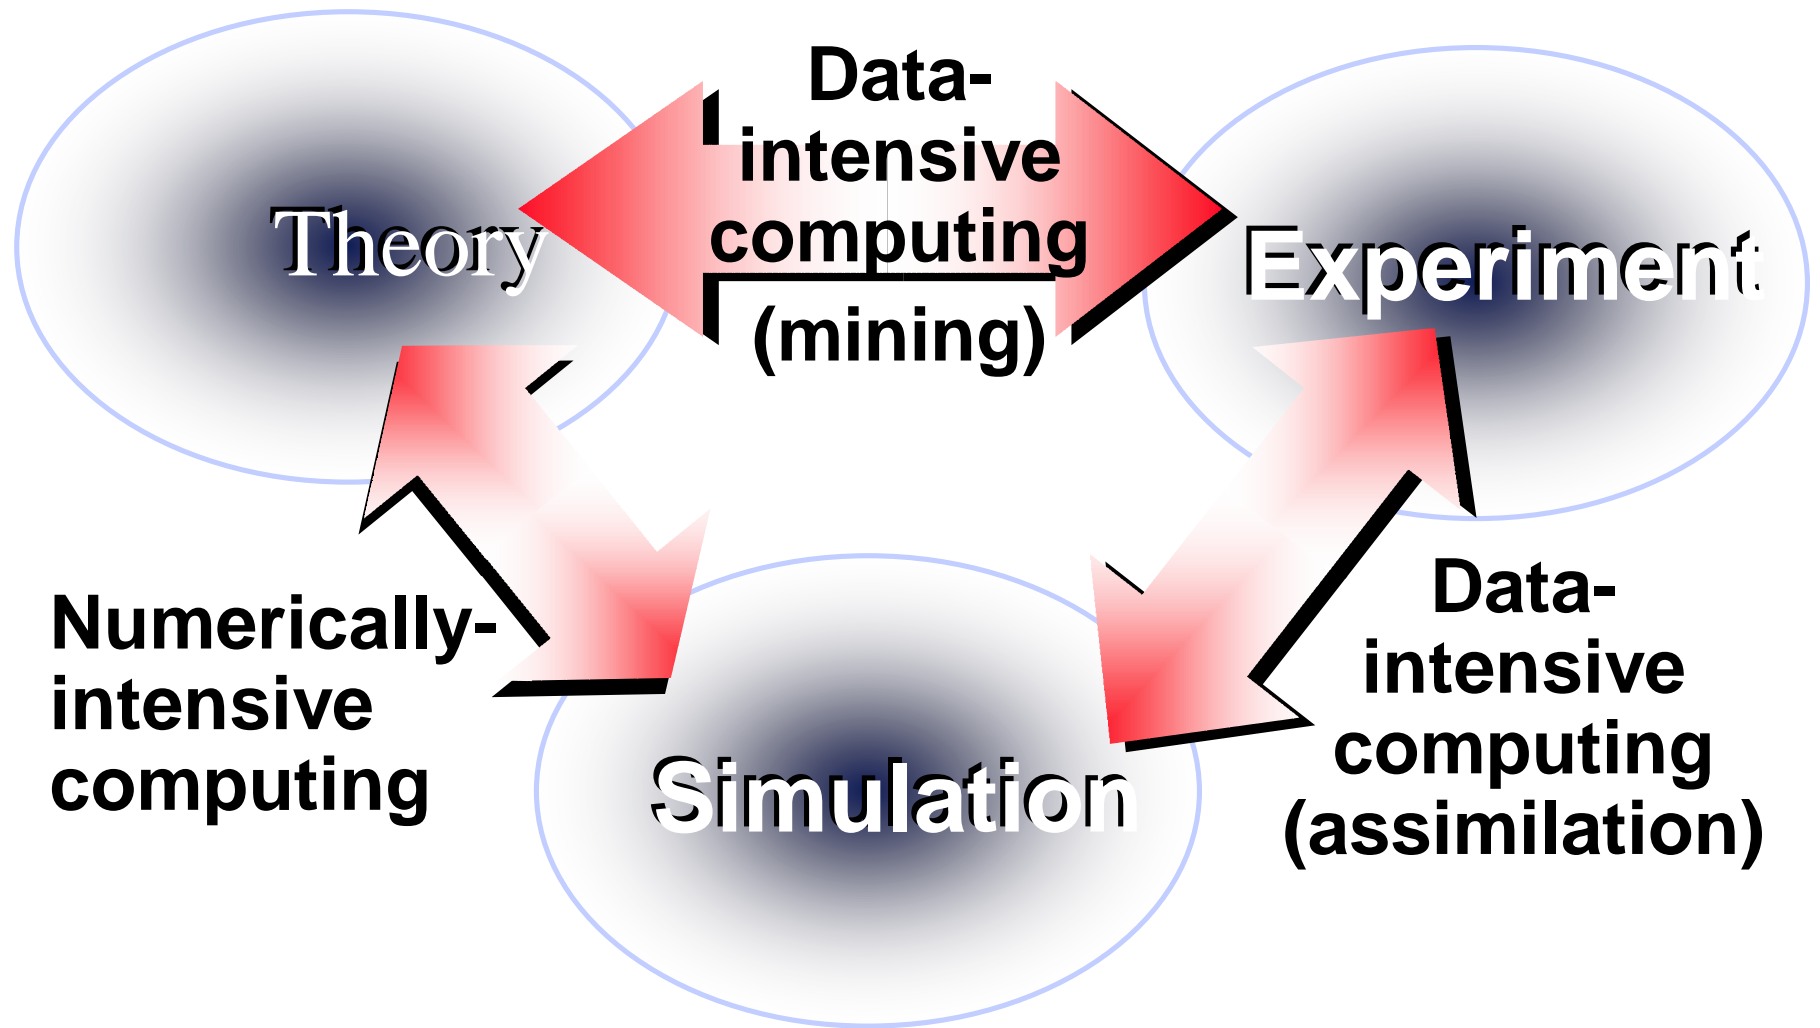 Theory
Data-
intensive
computing
(mining)
Experiment
Numerically-
intensive
computing
Simulation
Data-
intensive
computing
(assimilation)